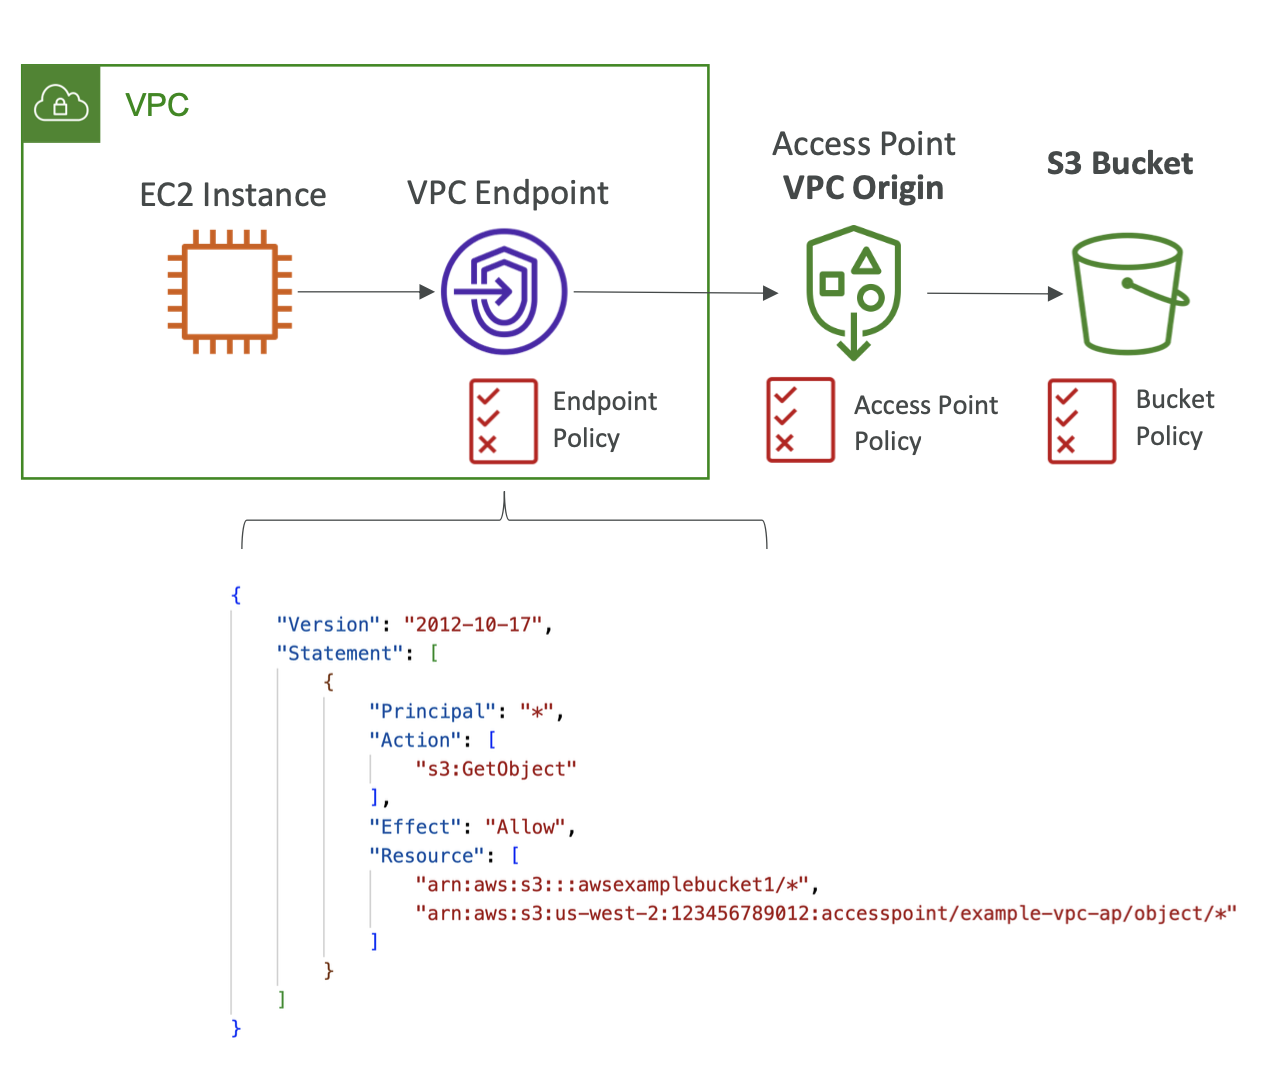 VPC
EC2 Instance
VPC Endpoint
Access Point
VPC Origin
S3 Bucket
Endpoint
Policy
Access Point
Policy
Bucket
Policy
{
"Version": "2012-10-17",
"Statement": [
{
"Principal": "*",
"Action": [
"s3:GetObject"
],
"Effect": "Allow",
"Resource": [
"arn:aws:s3:::awsexamplebucket1/*",
"arn:aws:s3:us-west-2:123456789012:accesspoint/example-vpc-ap/object/*"
]
}
]
}